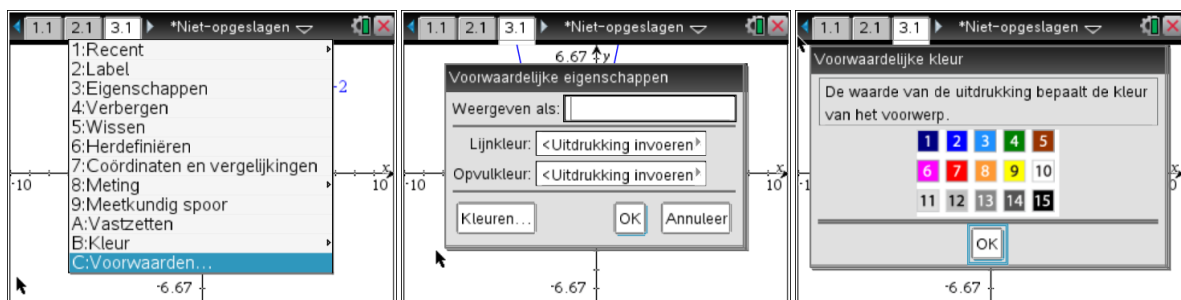 1.1 2.1 3.1 *Niet-opgeslagen
1:Recent
2:Label
3:Eigenschappen
4:Verbergen
5:Wissen
6:Herdefiniëren
7:Coördinaten en vergelijkingen
8:Meting
9:Meetkundig spoor
A:Vastzetten
B:Kleur
C:Voorwaarden...
-2
x
-10 10
-6.67
1.1 2.1 3.1 *Niet-opgeslagen
6.67 y
Voorwaardelijke eigenschappen
Weergeven als:
Lijnkleur: <Uitdrukking invoeren
Opvulkleur: <Uitdrukking invoeren
Kleuren... OK Annuleer
x
-10 10
-6.67
1.1 2.1 3.1 *Niet-opgeslagen
Voorwaardelijke kleur
De waarde van de uitdrukking bepaalt de kleur
van het voorwerp.
1 2 3 4 5
6 7 8 9 10
11 12 13 14 15
OK
x
-1 0
-6.67